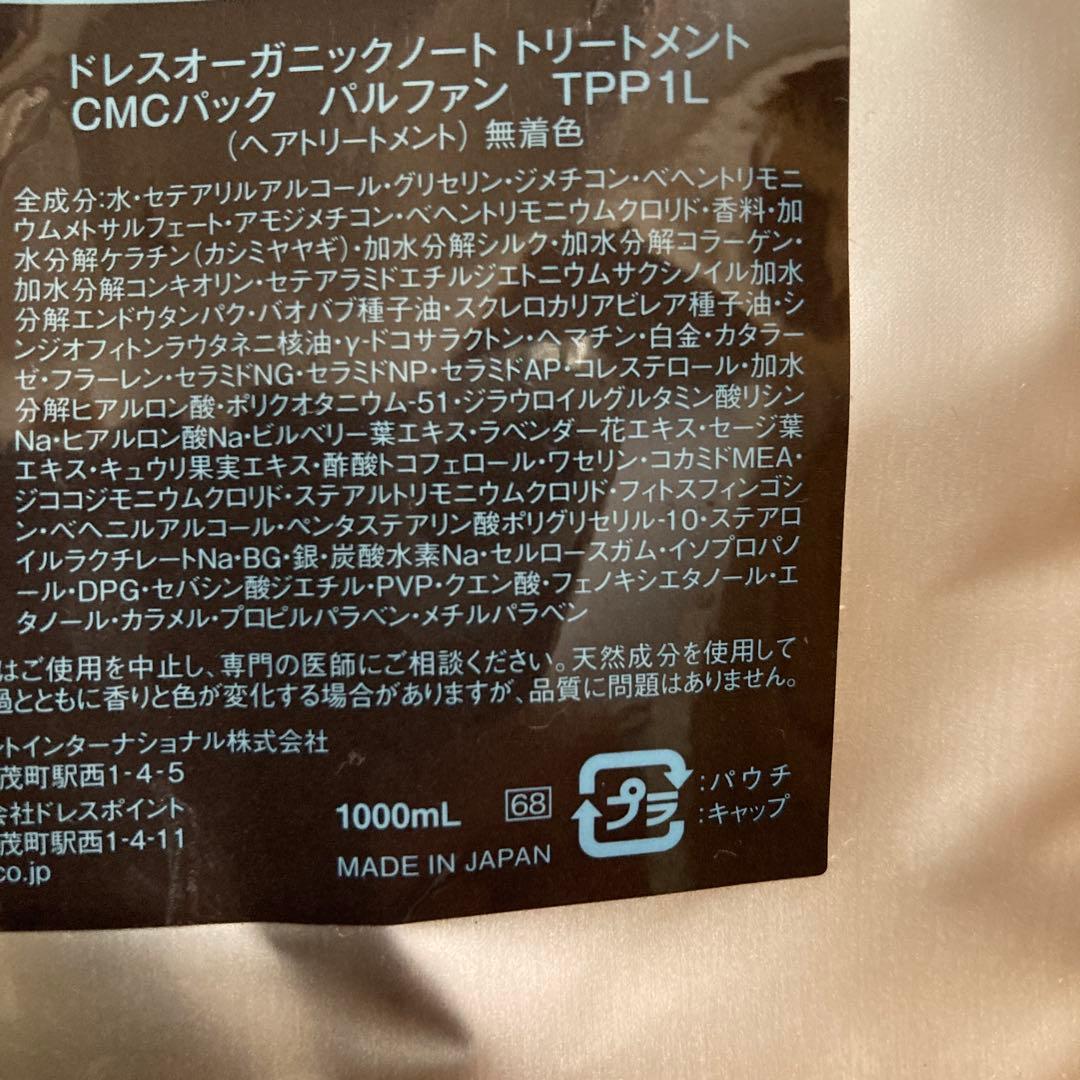 ドレスオーガニックノート トリートメント
CMCパック パルファン TPP1L
(ヘアトリートメント) 無着色
全成分:水・セテアリルアルコール・グリセリン・ジメチコン・ベヘントリモニ
ウムメトサルフェート・アモジメチコン・ベヘントリモニウムクロリド・香料・加
水分解ケラチン(カシミヤヤギ)・加水分解シルク・加水分解コラーゲン・
加水分解コンキオリン・セテアラミドエチルジエトニウムサクシノイル加水
分解エンドウタンパク・バオバブ種子油・スクレロカリアビレア種子油・シ
ンジオフィトンラウタネニ核油・γ-ドコサラクトン・ヘマチン・白金・カタラー
ゼ・フラーレン・セラミドNG・セラミドNP・セラミドAP・コレステロール・加水
分解ヒアルロン酸・ポリクオタニウム-51・ジラウロイルグルタミン酸リシン
Na・ヒアルロン酸Na・ビルベリー葉エキス・ラベンダー花エキス・セージ葉
エキス・キュウリ果実エキス・酢酸トコフェロール・ワセリン・コカミドMEA・
ジココジモニウムクロリド・ステアルトリモニウムクロリド・フィトスフィンゴシ
ン・ベヘニルアルコール・ペンタステアリン酸ポリグリセリル-10・ステアロ
イルラクチレートNa・BG・銀・炭酸水素Na・セルロースガム・イソプロパノ
ール・DPG・セバシン酸ジエチル・PVP・クエン酸・フェノキシエタノール・エ
タノール・カラメル・プロピルパラベン・メチルパラベン
はご使用を中止し、専門の医師にご相談ください。天然成分を使用して
過とともに香りと色が変化する場合がありますが、品質に問題はありません。
ルトインターナショナル株式会社
茂町駅西1-4-5
会社ドレスポイント
茂町駅西1-4-11
co.jp
1000mL 68
MADE IN JAPAN
プラ :パウチ
:キャップ